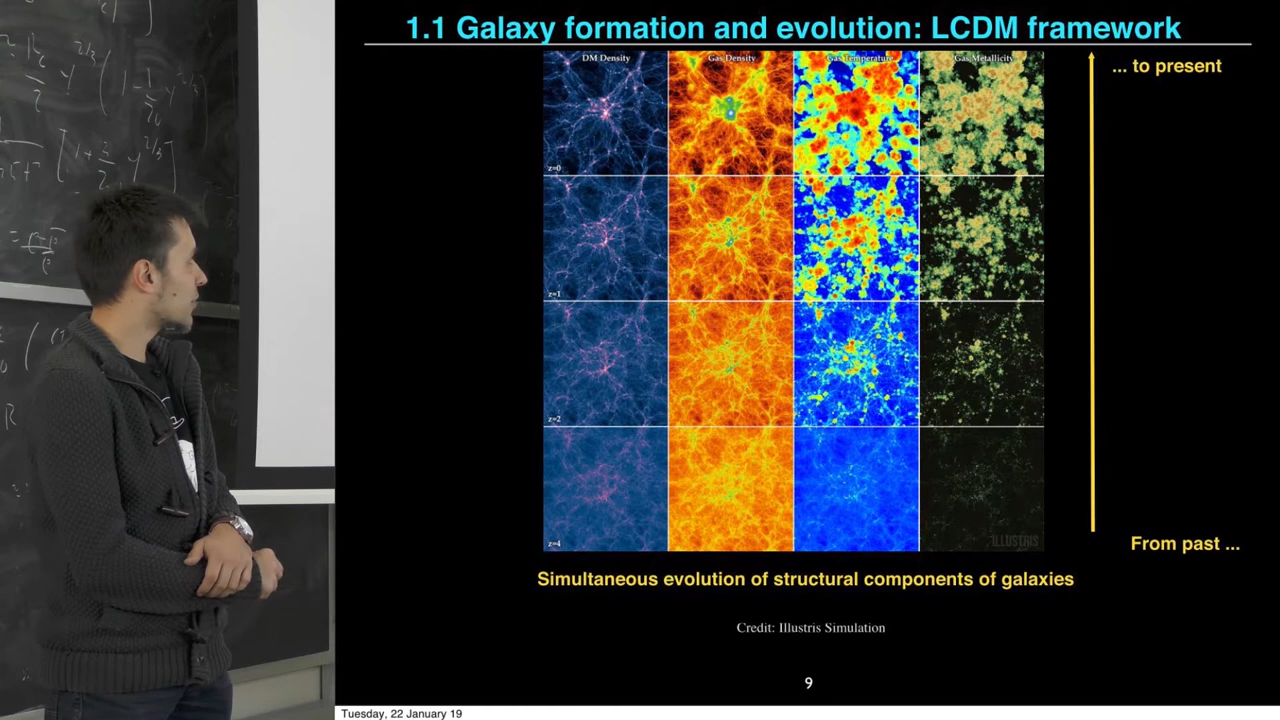 1.1 Galaxy formation and evolution: LCDM framework
DM Density Gas Density Gas Temperature Gas Metallicity
... to present
z=0
z=1
z=2
z=4
ILLUSTRIS
From past ...
Simultaneous evolution of structural components of galaxies
Credit: Illustris Simulation
9
Tuesday, 22 January 19